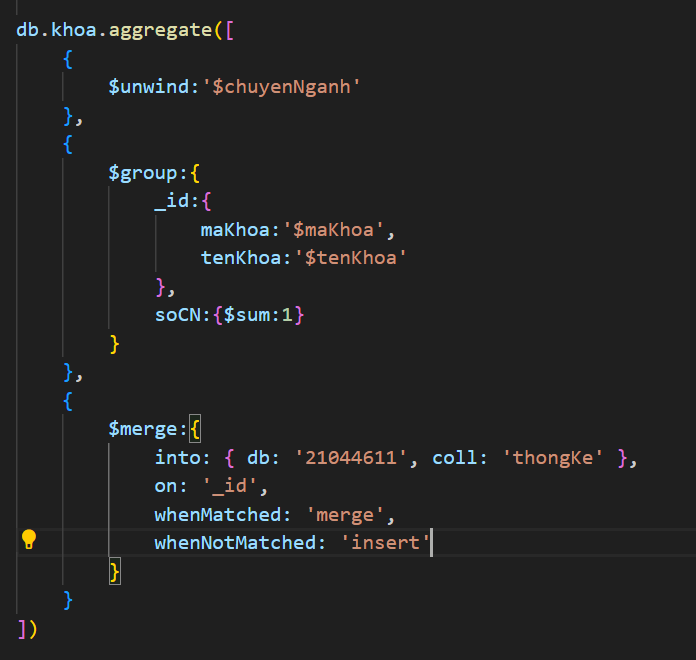 db.khoa.aggregate([
{
$unwind:'$chuyenNganh'
},
{
$group:{
_id:{
maKhoa:'$maKhoa',
tenKhoa:'$tenKhoa'
},
soCN:{$sum:1}
}
},
{
$merge:{
into: { db: '21044611', coll: 'thongKe' },
on: '_id',
whenMatched: 'merge',
whenNotMatched: 'insert'
}
}
])